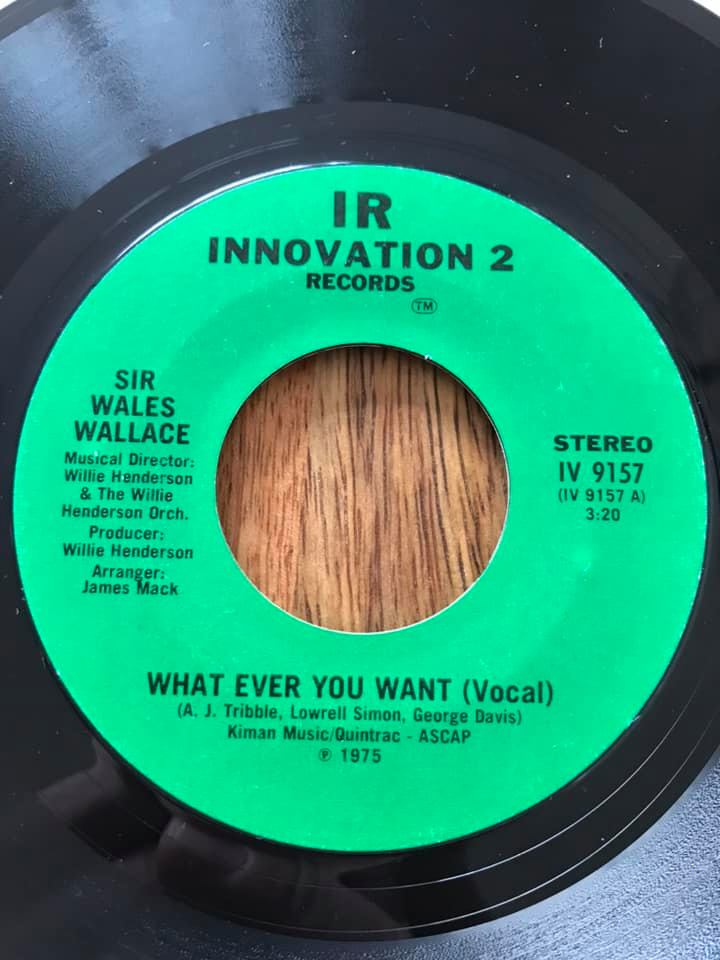 IR
INNOVATION 2
RECORDS
TM
SIR
WALES
WALLACE
Musical Director:
Willie Henderson
& The Willie
Henderson Orch.
Producer:
Willie Henderson
Arranger:
James Mack
STEREO
IV 9157
(IV 9157 A)
3:20
WHAT EVER YOU WANT (Vocal)
(A. J. Tribble, Lowrell Simon, George Davis)
Kiman Music/Quintrac - ASCAP
℗ 1975